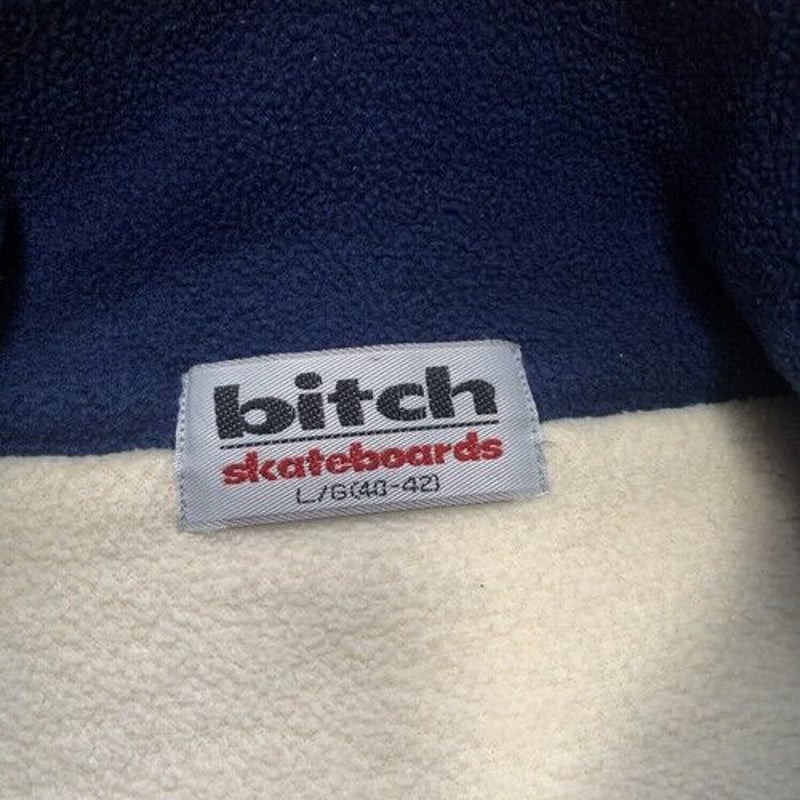 bitch
skateboards
L/G(40-42)